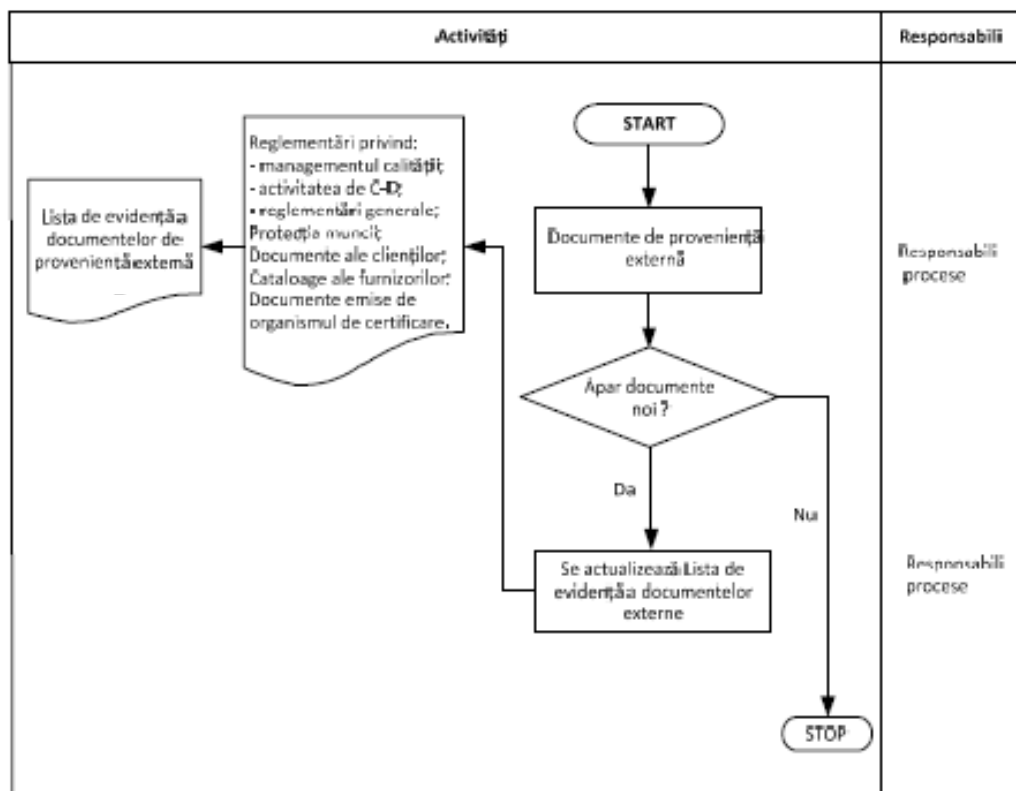 Activități
Responsabili
START
Reglementări privind:
- managementul calității;
- activitatea de C-D;
- reglementări generale;
Protecția muncii;
Documente ale clienților;
Cataloage ale furnizorilor;
Documente emise de
organismul de certificare.
Lista de evidență a
documentelor de
proveniență externă
Documente de proveniență
externă
Responsabili
procese
Apar documente
noi ?
Da
Nu
Se actualizează Lista de
evidență a documentelor
externe
Responsabili
procese
STOP